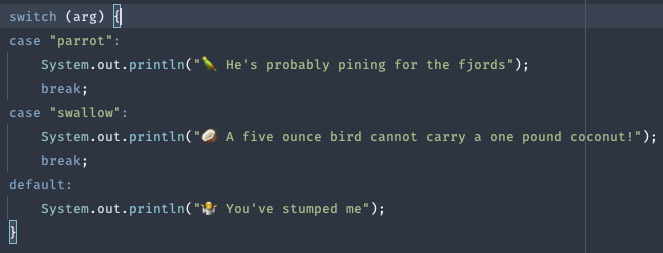 switch (arg) {
case "parrot":
    System.out.println("🦜 He's probably pining for the fjords");
    break;
case "swallow":
    System.out.println("🥥 A five ounce bird cannot carry a one pound coconut!");
    break;
default:
    System.out.println("🤷 You've stumped me");
}